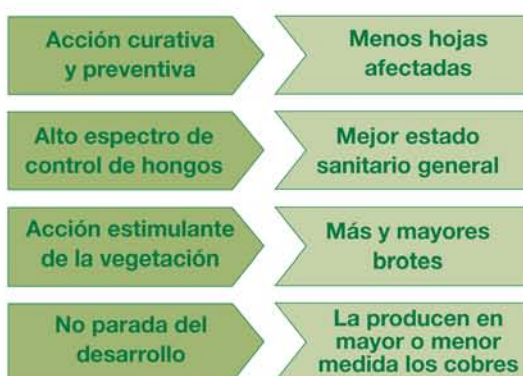 Acción curativa
y preventiva
Menos hojas
afectadas
Alto espectro de
control de hongos
Mejor estado
sanitario general
Acción estimulante
de la vegetación
Más y mayores
brotes
No parada del
desarrollo
La producen en
mayor o menor
medida los cobres